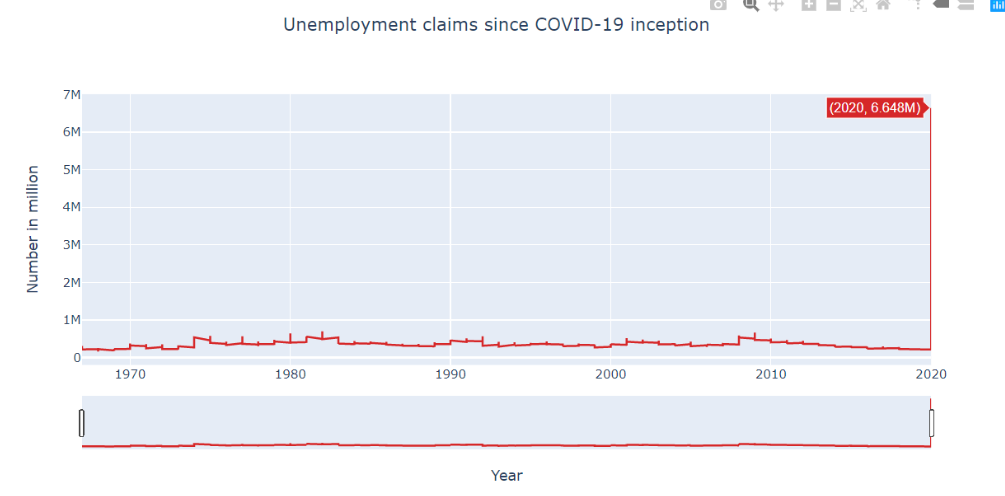 Unemployment claims since COVID-19 inception
7M
(2020, 6.648M)
6M
5M
4M
3M
2M
1M
0
Number in million
1970 1980 1990 2000 2010 2020
Year